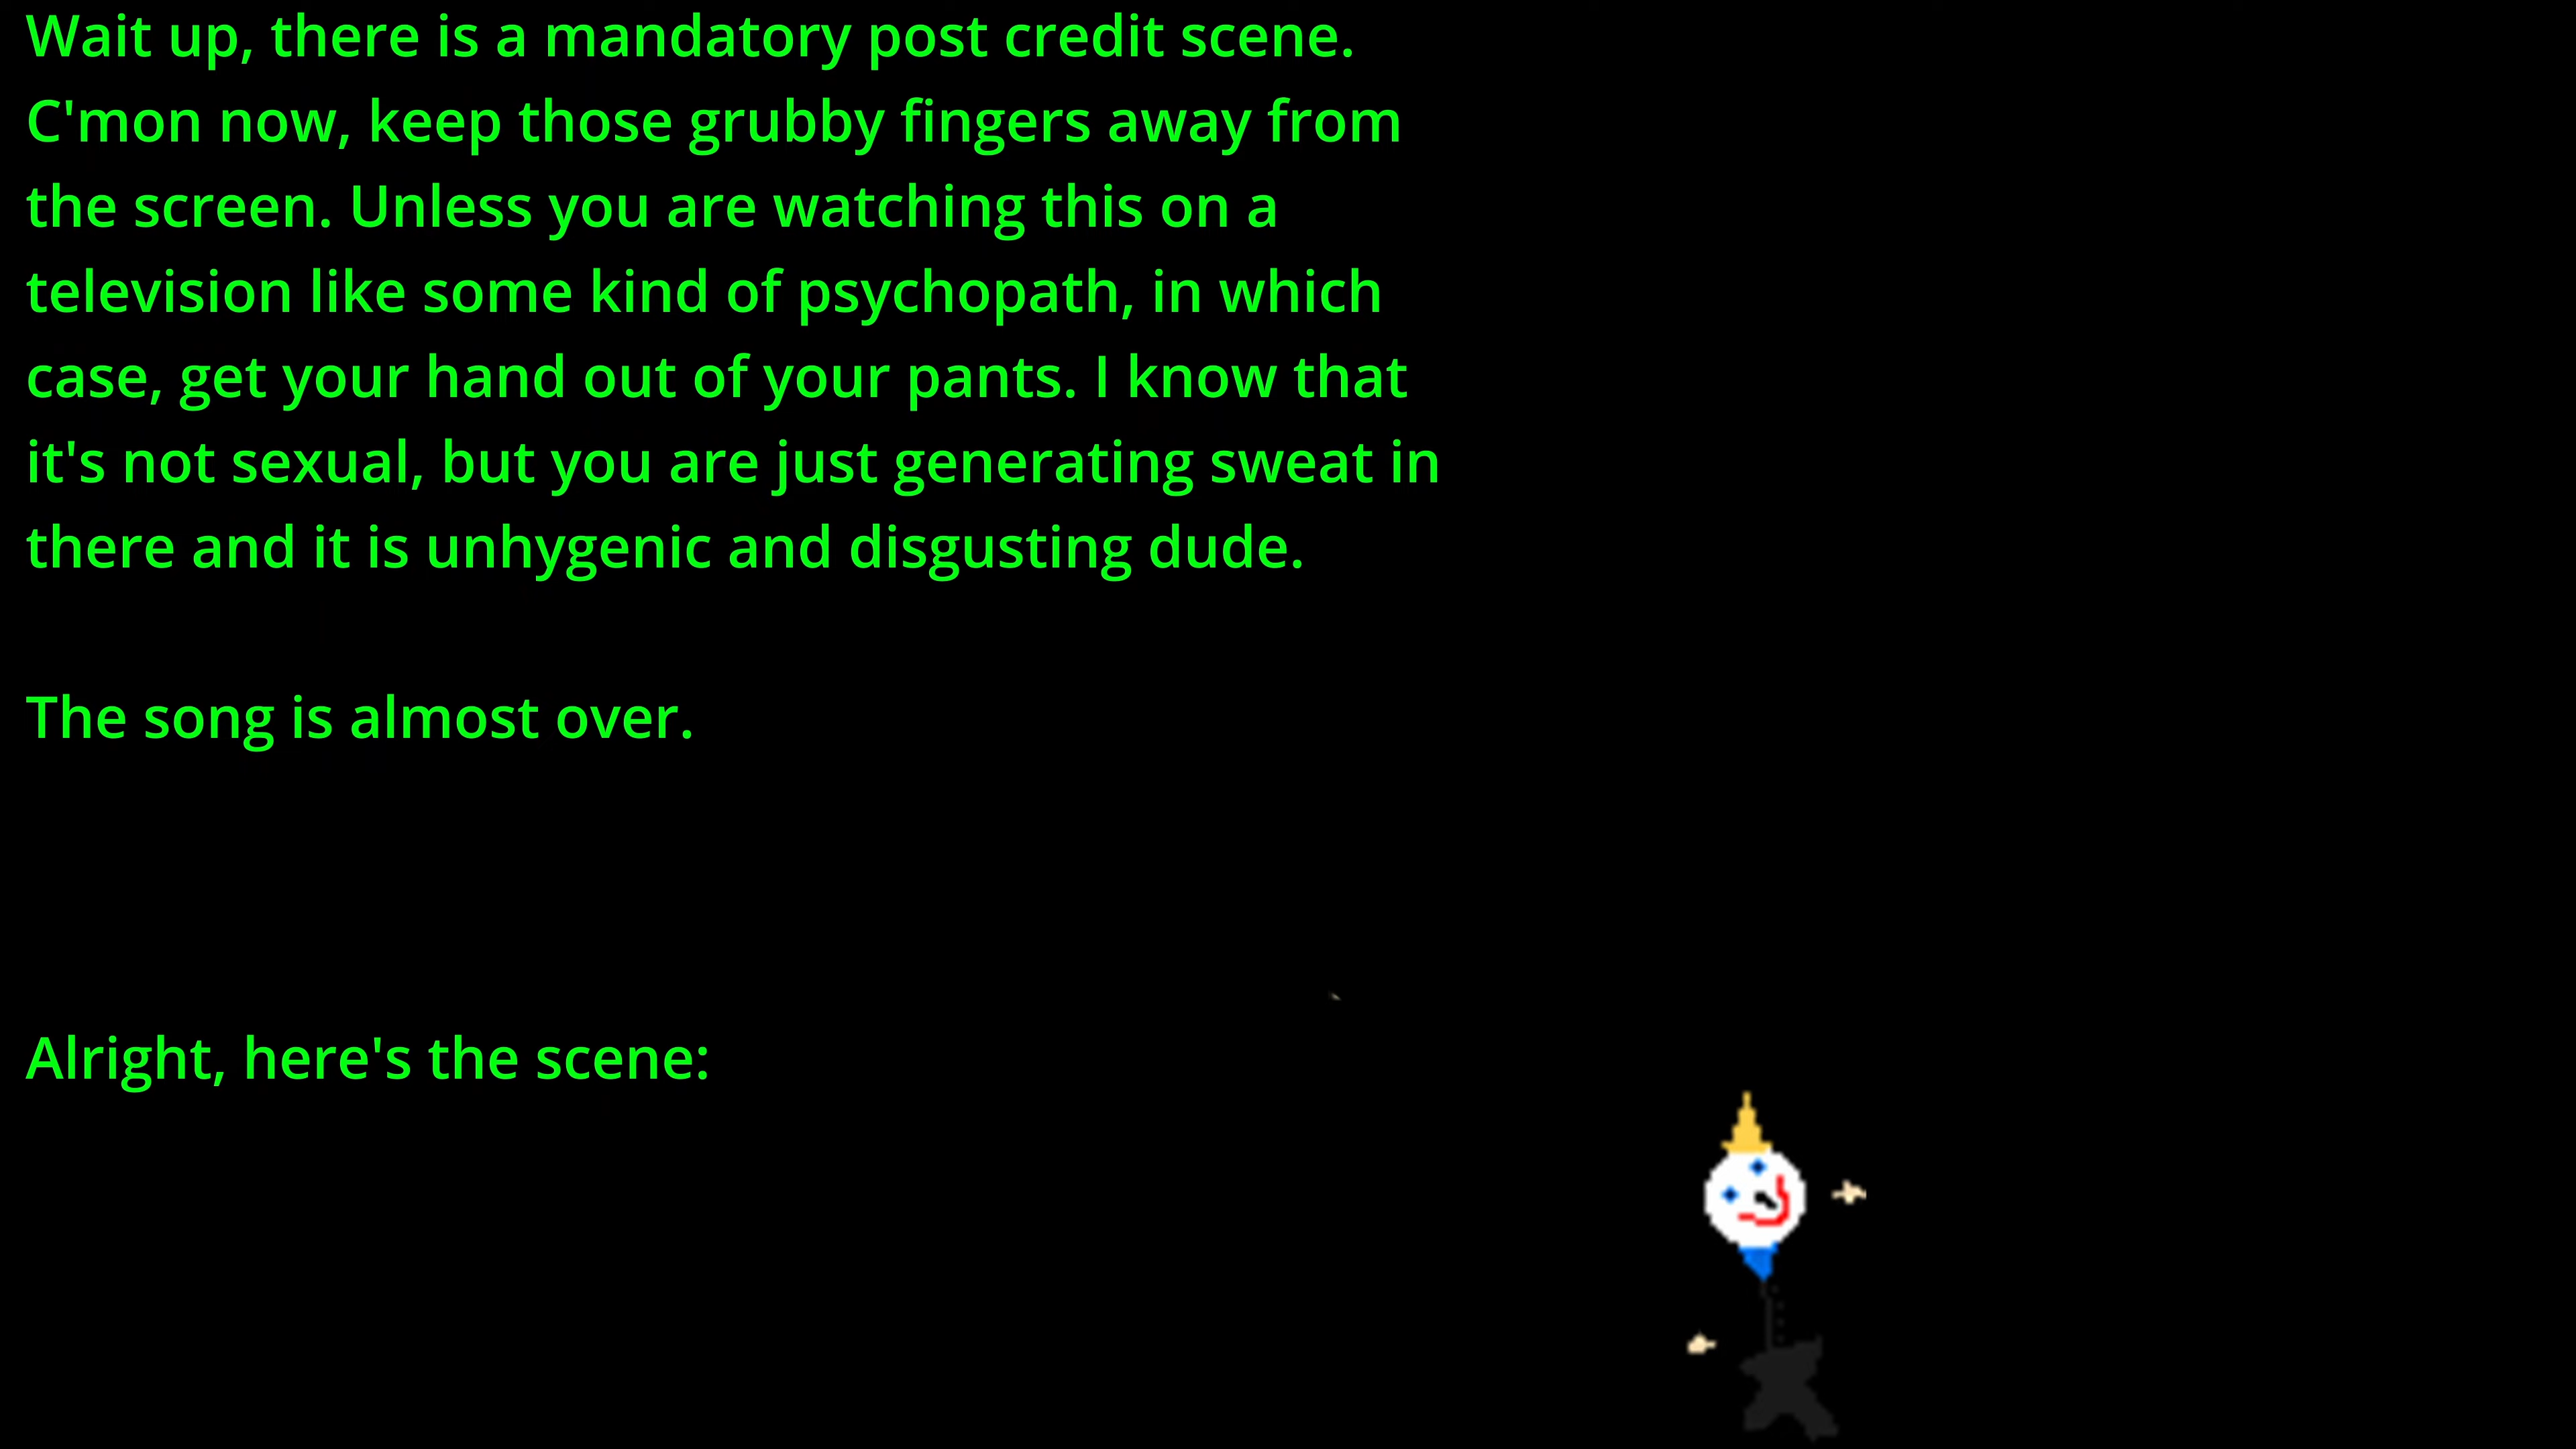 Wait up, there is a mandatory post credit scene.
C'mon now, keep those grubby fingers away from
the screen. Unless you are watching this on a
television like some kind of psychopath, in which
case, get your hand out of your pants. I know that
it's not sexual, but you are just generating sweat in
there and it is unhygenic and disgusting dude.
The song is almost over.
Alright, here's the scene: